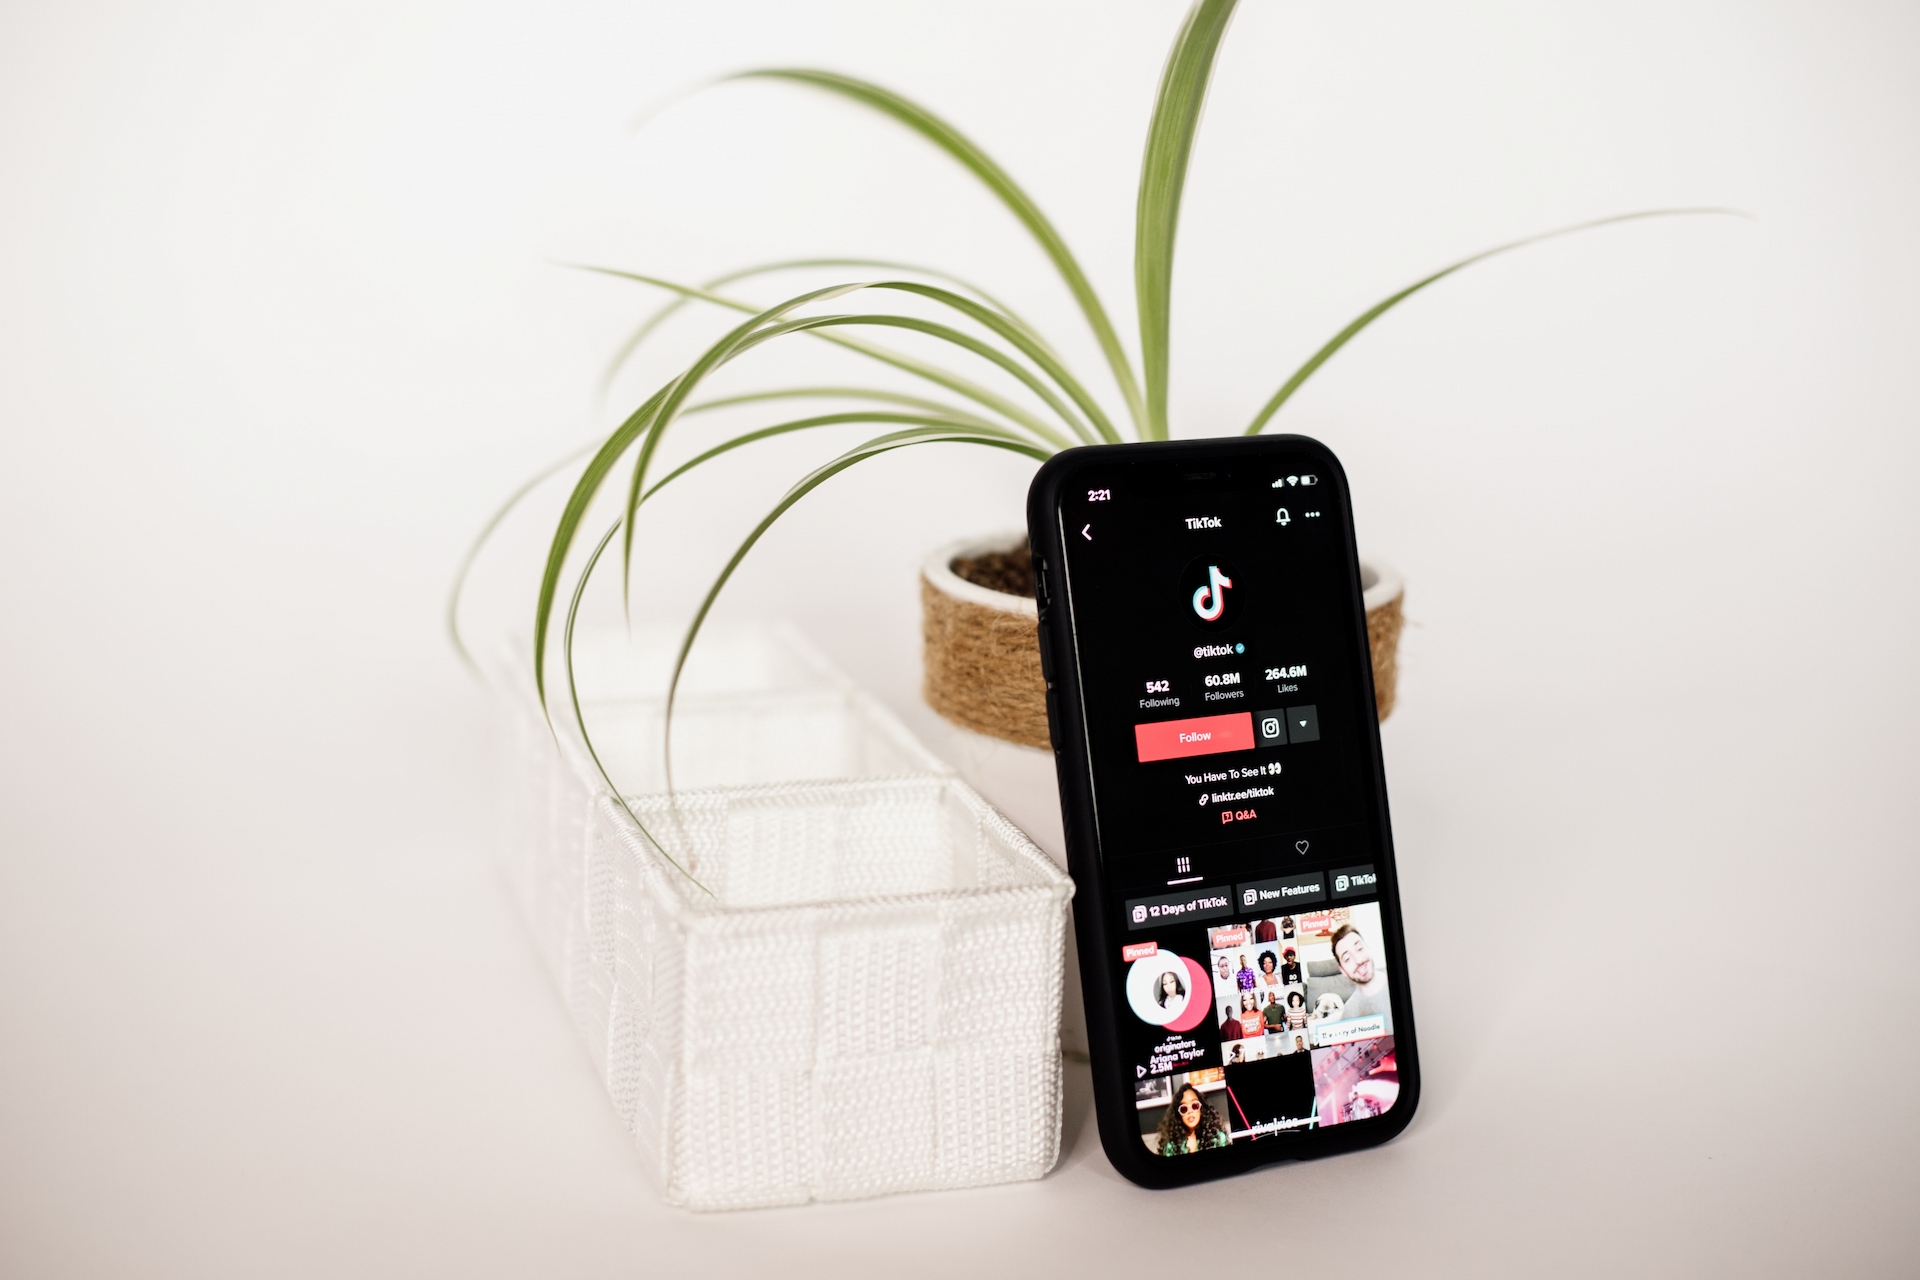 2:21
TikTok
@tiktok
542 60.8M 264.6M
Following Followers Likes
Follow
You Have To See It 👀
linktr.ee/tiktok
Q&A
12 Days of TikTok New Features TikTok
Pinned Pinned Pinned
originators
Ariana Taylor
2.5M
of Noodle
rivalries